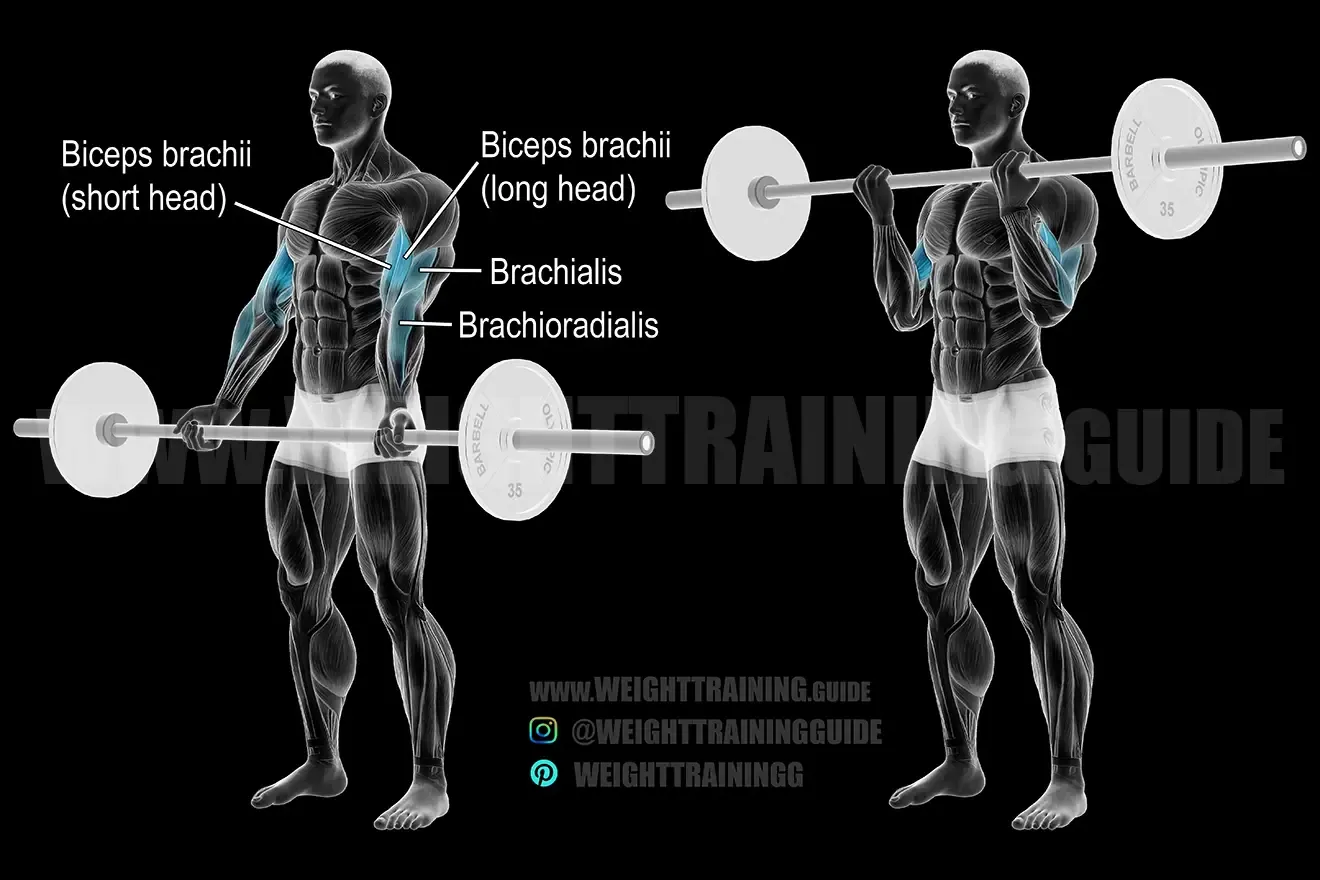 Biceps brachii
(short head)
Biceps brachii
(long head)
Brachialis
Brachioradialis
BARBELL
OLYMPIC
35
BARBELL
OLYMPIC
35
WWW.WEIGHTTRAINING.GUIDE
WWW.WEIGHTTRAINING.GUIDE
@WEIGHTTRAININGGUIDE
WEIGHTTRAININGG